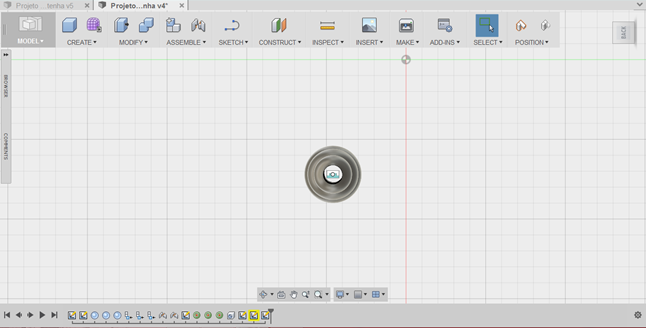 Projeto ...tenha v5 × Projeto...nha v4* ×
MODEL▾ CREATE▾ MODIFY▾ ASSEMBLE▾ SKETCH▾ CONSTRUCT▾ INSPECT▾ INSERT▾ MAKE▾ ADD-INS▾ SELECT▾ POSITION▾
BACK
BROWSER
COMMENTS